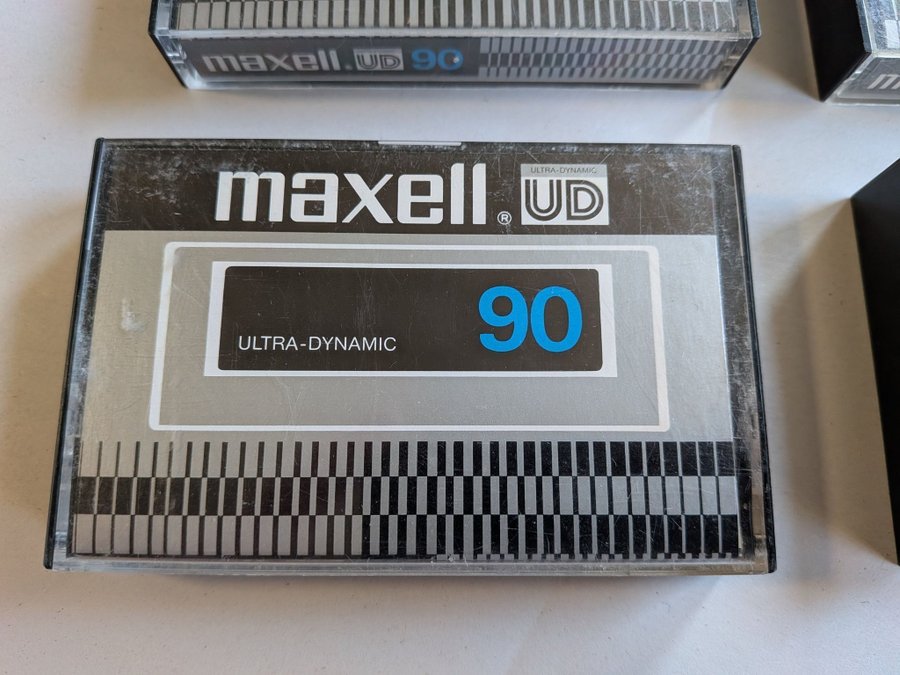 maxell. UD 90
maxell ® ULTRA-DYNAMIC UD
ULTRA-DYNAMIC 90